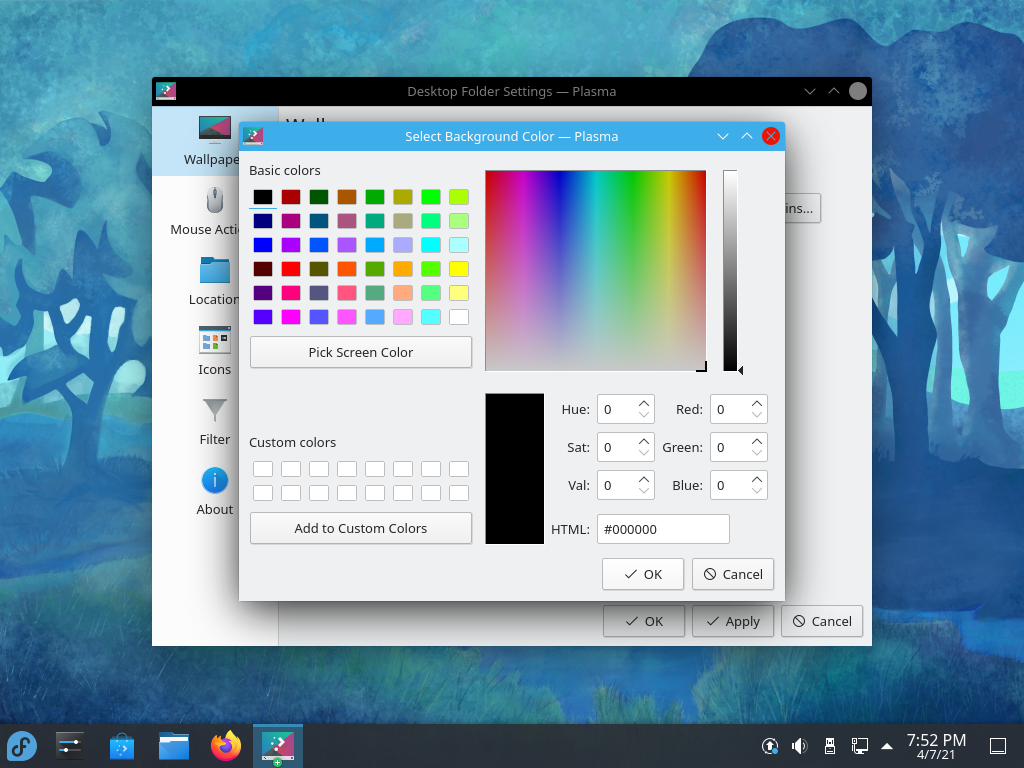 Desktop Folder Settings — Plasma
Select Background Color — Plasma
Wallpape
Mouse Acti
Location
Icons
Filter
About
ins...
Basic colors
Pick Screen Color
Custom colors
Add to Custom Colors
Hue: 0 Red: 0
Sat: 0 Green: 0
Val: 0 Blue: 0
HTML: #000000
OK Cancel
OK Apply Cancel
7:52 PM
4/7/21